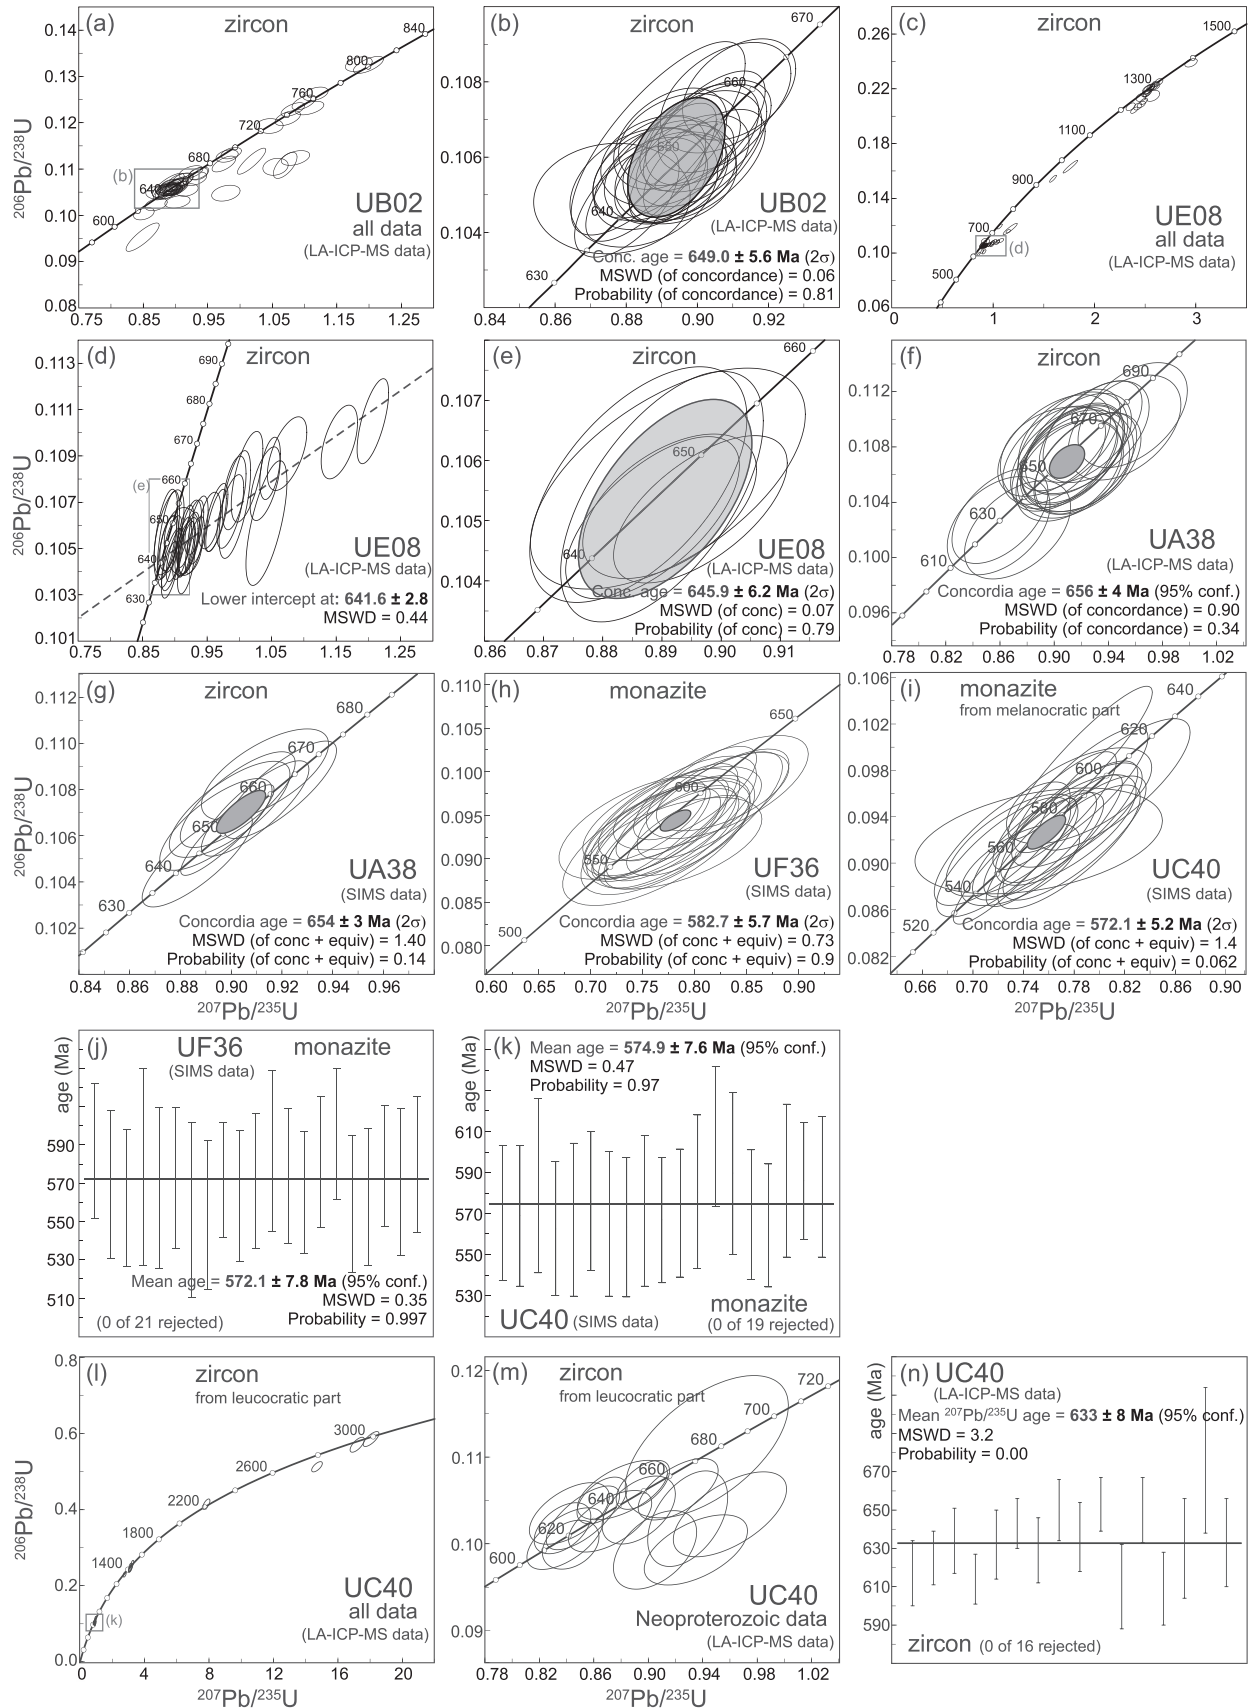 (a)
zircon
0.14
0.13
0.12
0.11
0.10
0.09
0.08
0.75
0.85
0.95
1.05
1.15
1.25
600
640
680
720
760
800
840
(b)
UB02
all data
(LA-ICP-MS data)
206Pb/238U
(b)
zircon
0.108
0.106
0.104
0.84
0.86
0.88
0.90
0.92
630
640
650
660
670
UB02
(LA-ICP-MS data)
Conc. age = 649.0 ± 5.6 Ma (2σ)
MSWD (of concordance) = 0.06
Probability (of concordance) = 0.81
(c)
zircon
0.26
0.22
0.18
0.14
0.10
0.06
0
1
2
3
500
700
900
1100
1300
1500
(d)
UE08
all data
(LA-ICP-MS data)
(d)
zircon
0.113
0.111
0.109
0.107
0.105
0.103
0.101
0.75
0.85
0.95
1.05
1.15
1.25
630
640
650
660
670
680
690
(e)
206Pb/238U
UE08
(LA-ICP-MS data)
Lower intercept at: 641.6 ± 2.8
MSWD = 0.44
(e)
zircon
0.107
0.106
0.105
0.104
0.86
0.88
0.89
0.90
0.91
640
650
660
UE08
(LA-ICP-MS data)
Conc. age = 645.9 ± 6.2 Ma (2σ)
MSWD (of conc) = 0.07
Probability (of conc) = 0.79
(f)
zircon
0.112
0.108
0.104
0.100
0.096
0.78
0.82
0.86
0.90
0.94
0.98
1.02
610
630
650
670
690
UA38
(LA-ICP-MS data)
Concordia age = 656 ± 4 Ma (95% conf.)
MSWD (of concordance) = 0.90
Probability (of concordance) = 0.34
(g)
zircon
0.112
0.110
0.108
0.106
0.104
0.102
0.84
0.86
0.88
0.90
0.92
0.94
0.96
630
640
650
660
670
680
206Pb/238U
207Pb/235U
UA38
(SIMS data)
Concordia age = 654 ± 3 Ma (2σ)
MSWD (of conc + equiv) = 1.40
Probability (of conc + equiv) = 0.14
(h)
monazite
0.110
0.105
0.100
0.095
0.090
0.085
0.080
0.60
0.65
0.70
0.75
0.80
0.85
0.90
500
550
600
650
207Pb/235U
UF36
(SIMS data)
Concordia age = 582.7 ± 5.7 Ma (2σ)
MSWD (of conc + equiv) = 0.73
Probability (of conc + equiv) = 0.9
(i)
monazite
from melanocratic part
0.106
0.102
0.098
0.094
0.090
0.086
0.082
0.66
0.70
0.74
0.78
0.82
0.86
0.90
520
540
560
580
600
620
640
207Pb/235U
UC40
(SIMS data)
Concordia age = 572.1 ± 5.2 Ma (2σ)
MSWD (of conc + equiv) = 1.4
Probability (of conc + equiv) = 0.062
(j)
UF36
(SIMS data)
monazite
age (Ma)
590
570
550
530
510
Mean age = 572.1 ± 7.8 Ma (95% conf.)
MSWD = 0.35
Probability = 0.997
(0 of 21 rejected)
(k)
Mean age = 574.9 ± 7.6 Ma (95% conf.)
MSWD = 0.47
Probability = 0.97
age (Ma)
610
590
570
550
530
UC40 (SIMS data)
monazite
(0 of 19 rejected)
(l)
zircon
from leucocratic part
0.8
0.6
0.4
0.2
0.0
0
4
8
12
16
20
1400
1800
2200
2600
3000
(k)
206Pb/238U
207Pb/235U
UC40
all data
(LA-ICP-MS data)
(m)
zircon
from leucocratic part
0.12
0.11
0.10
0.09
0.78
0.82
0.86
0.90
0.94
0.98
1.02
600
620
640
660
680
700
720
207Pb/235U
UC40
Neoproterozoic data
(LA-ICP-MS data)
(n)
UC40
(LA-ICP-MS data)
Mean 207Pb/235U age = 633 ± 8 Ma (95% conf.)
MSWD = 3.2
Probability = 0.00
age (Ma)
670
650
630
610
590
zircon (0 of 16 rejected)